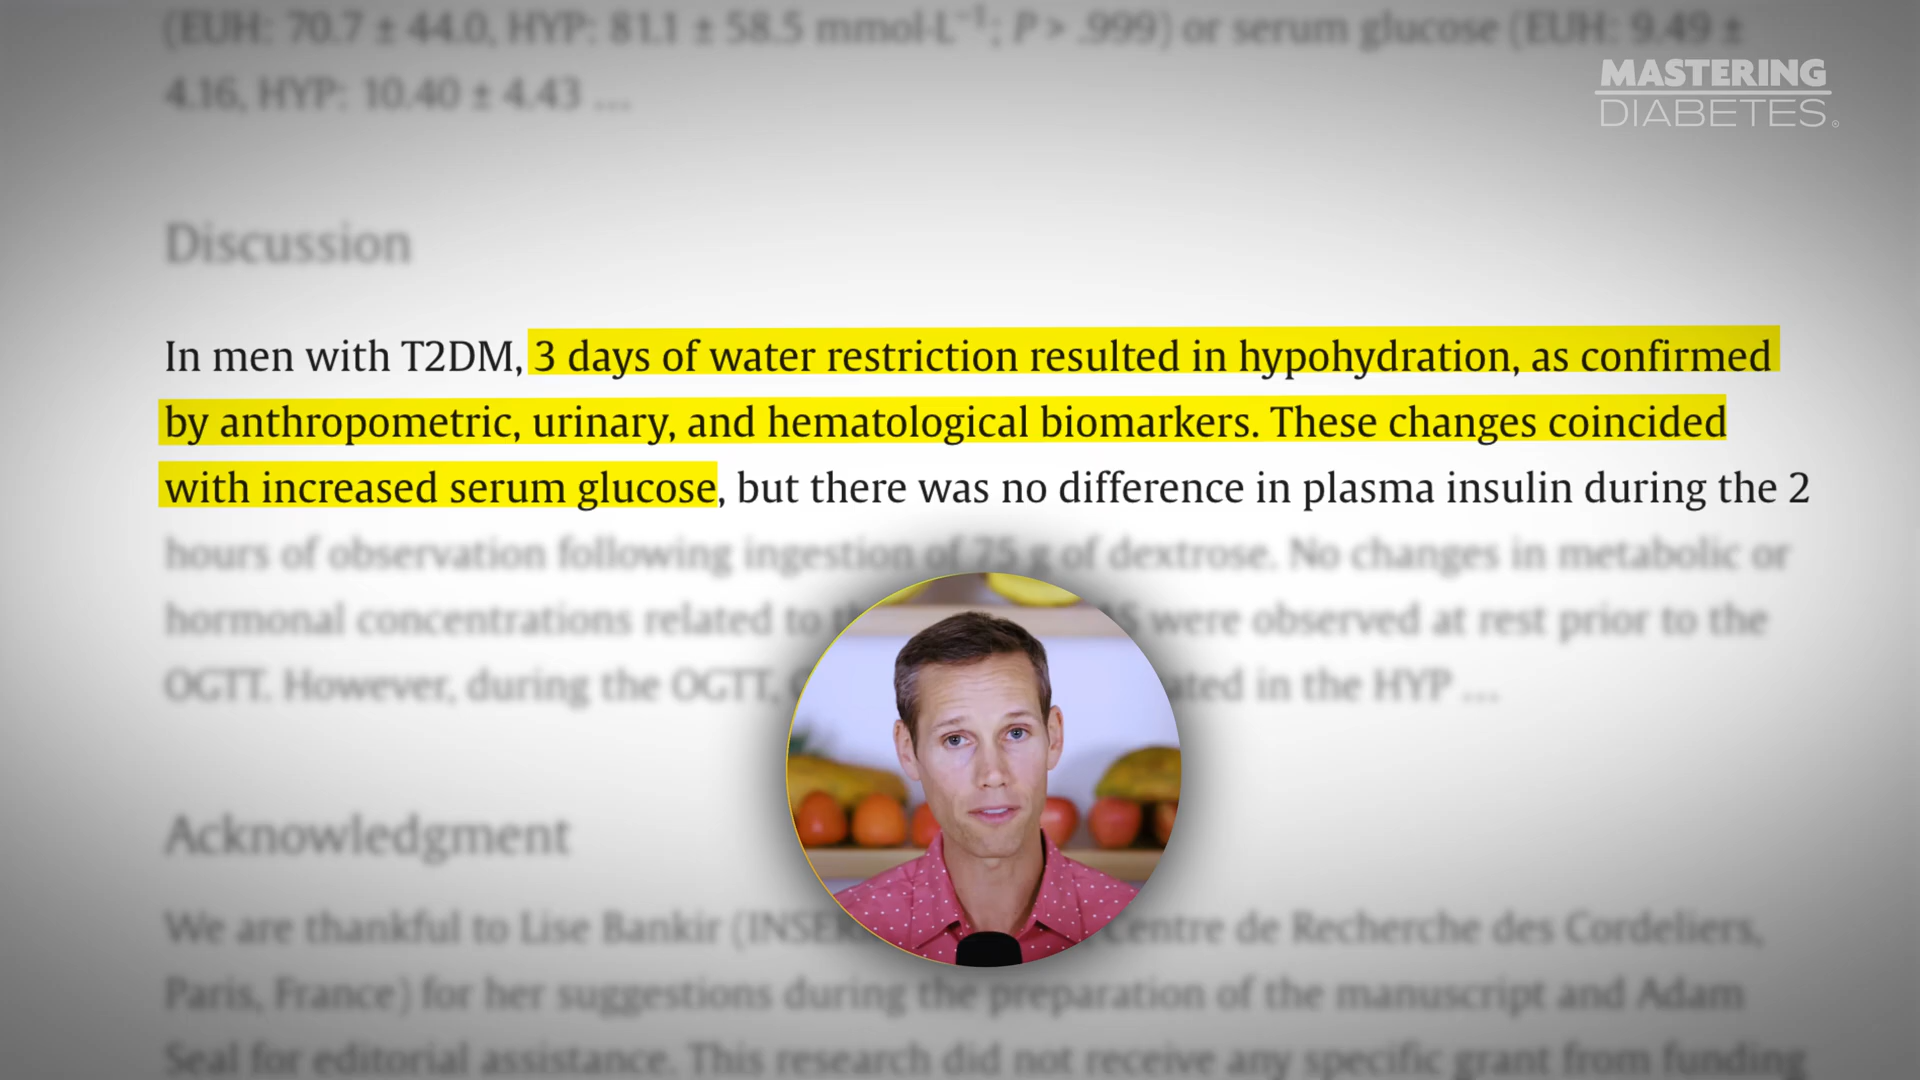 (EUH: 70.7 ± 44.0, HYP: 81.1 ± 58.5 mmol·L⁻¹; P > .999) or serum glucose (EUH: 9.49 ±
4.16, HYP: 10.40 ± 4.43 ...
MASTERING
DIABETES®
Discussion
In men with T2DM, 3 days of water restriction resulted in hypohydration, as confirmed
by anthropometric, urinary, and hematological biomarkers. These changes coincided
with increased serum glucose, but there was no difference in plasma insulin during the 2
hours of observation following ingestion of 75 g of dextrose. No changes in metabolic or
hormonal concentrations related to were observed at rest prior to the
OGTT. However, during the OGTT, in the HYP ...
Acknowledgment
We are thankful to Lise Bankir ( Centre de Recherche des Cordeliers,
Paris, France) for her suggestions during the preparation of the manuscript and Adam
Seal for editorial assistance. This research did not receive any specific grant from funding